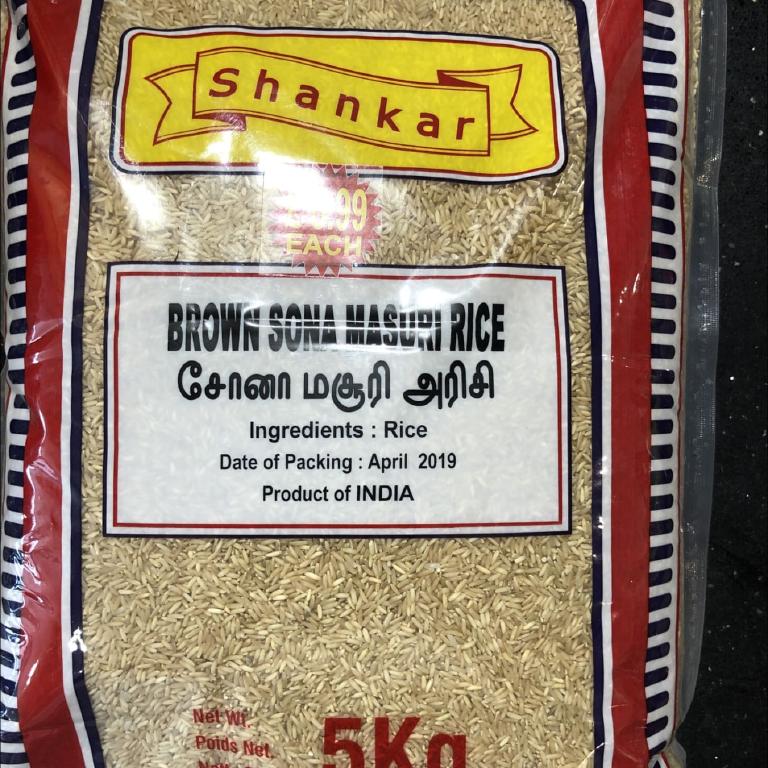 Shankar
EACH
BROWN SONA MASURI RICE
சோனா மசூரி அரிசி
Ingredients : Rice
Date of Packing : April 2019
Product of INDIA
Net Wt.
Poids Net.
5Kg